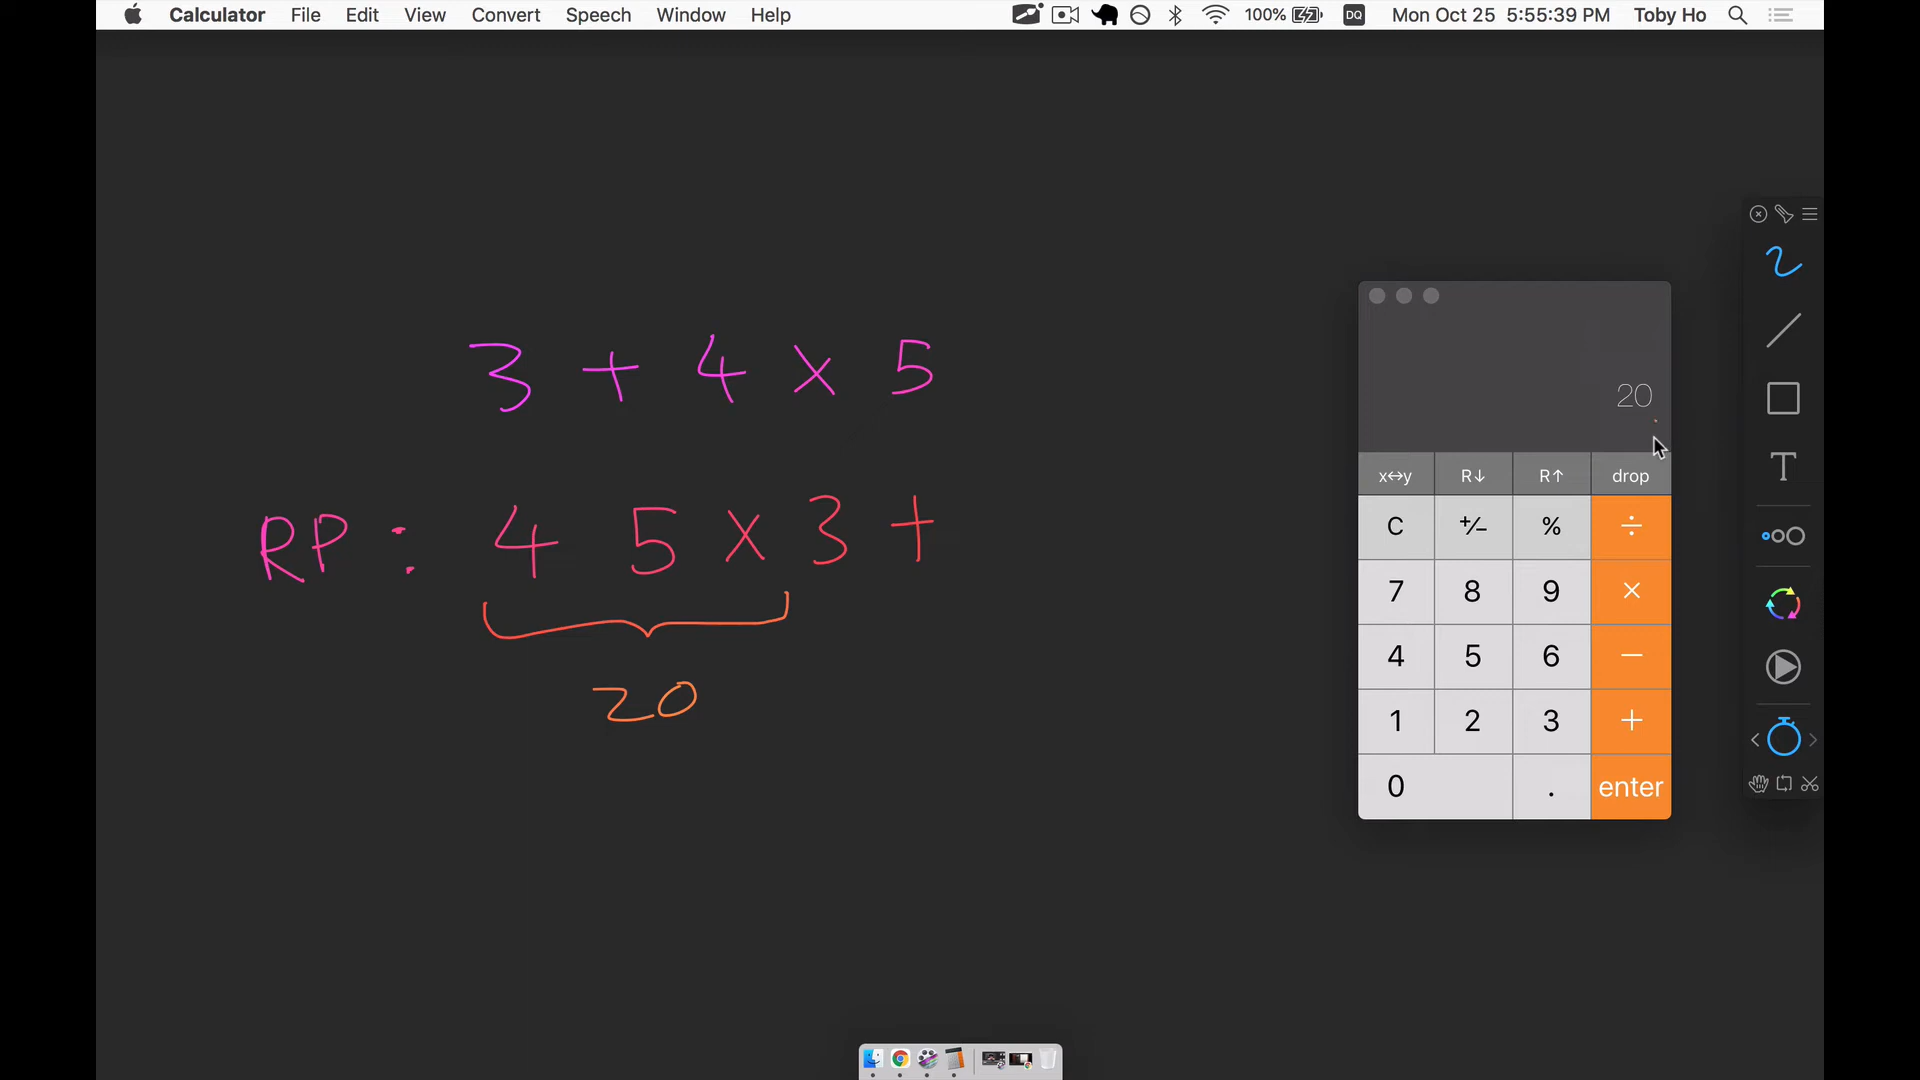 Calculator File Edit View Convert Speech Window Help 100% DQ Mon Oct 25 5:55:39 PM Toby Ho
3 + 4 x 5
RP : 4 5 x 3 +
20
20
x↔y R↓ R↑ drop
C +/− % ÷
7 8 9 ×
4 5 6 −
1 2 3 +
0 . enter
T